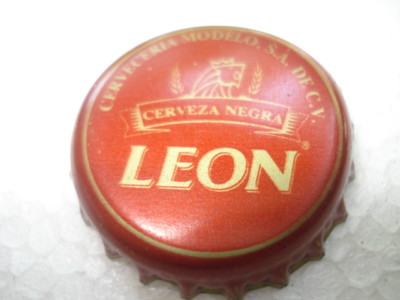 CERVECERIA MODELO, S.A. DE C.V.
CERVEZA NEGRA
LEON®